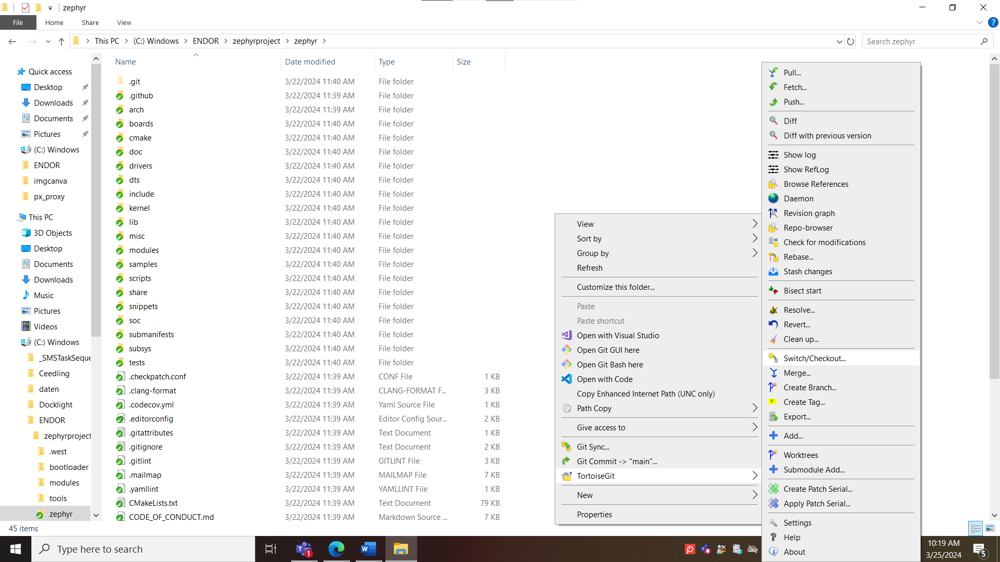 zephyr
File Home Share View
This PC (C:) Windows ENDOR zephyrproject zephyr
Search zephyr
Quick access
Desktop
Downloads
Documents
Pictures
(C:) Windows
ENDOR
imgcanva
px_proxy
This PC
3D Objects
Desktop
Documents
Downloads
Music
Pictures
Videos
(C:) Windows
_SMSTaskSeque
Ceedling
daten
Docklight
ENDOR
zephyrproject
.west
bootloader
modules
tools
zephyr
Name Date modified Type Size
.git 3/22/2024 11:40 AM File folder
.github 3/22/2024 11:39 AM File folder
arch 3/22/2024 11:39 AM File folder
boards 3/22/2024 11:40 AM File folder
cmake 3/22/2024 11:40 AM File folder
doc 3/22/2024 11:40 AM File folder
drivers 3/22/2024 11:40 AM File folder
dts 3/22/2024 11:40 AM File folder
include 3/22/2024 11:40 AM File folder
kernel 3/22/2024 11:40 AM File folder
lib 3/22/2024 11:40 AM File folder
misc 3/22/2024 11:40 AM File folder
modules 3/22/2024 11:40 AM File folder
samples 3/22/2024 11:40 AM File folder
scripts 3/22/2024 11:40 AM File folder
share 3/22/2024 11:40 AM File folder
snippets 3/22/2024 11:40 AM File folder
soc 3/22/2024 11:40 AM File folder
submanifests 3/22/2024 11:40 AM File folder
subsys 3/22/2024 11:40 AM File folder
tests 3/22/2024 11:40 AM File folder
.checkpatch.conf 3/22/2024 11:39 AM CONF File 1 KB
.clang-format 3/22/2024 11:39 AM CLANG-FORMAT F... 3 KB
.codecov.yml 3/22/2024 11:39 AM Yaml Source File 1 KB
.editorconfig 3/22/2024 11:39 AM Editor Config Sour... 2 KB
.gitattributes 3/22/2024 11:39 AM Text Document 1 KB
.gitignore 3/22/2024 11:39 AM Text Document 2 KB
.gitlint 3/22/2024 11:39 AM GITLINT File 3 KB
.mailmap 3/22/2024 11:39 AM MAILMAP File 7 KB
.yamllint 3/22/2024 11:39 AM YAMLLINT File 1 KB
CMakeLists.txt 3/22/2024 11:39 AM Text Document 79 KB
CODE_OF_CONDUCT.md 3/22/2024 11:39 AM Markdown Source ... 7 KB
View
Sort by
Group by
Refresh
Customize this folder...
Paste
Paste shortcut
Open with Visual Studio
Open Git GUI here
Open Git Bash here
Open with Code
Copy Enhanced Internet Path (UNC only)
Path Copy
Give access to
Git Sync...
Git Commit -> "main"...
TortoiseGit
New
Properties
Pull...
Fetch...
Push...
Diff
Diff with previous version
Show log
Show RefLog
Browse References
Daemon
Revision graph
Repo-browser
Check for modifications
Rebase...
Stash changes
Bisect start
Resolve...
Revert...
Clean up...
Switch/Checkout...
Merge...
Create Branch...
Create Tag...
Export...
Add...
Worktrees
Submodule Add...
Create Patch Serial...
Apply Patch Serial...
Settings
Help
About
45 items
Type here to search
1
10:19 AM
3/25/2024
5